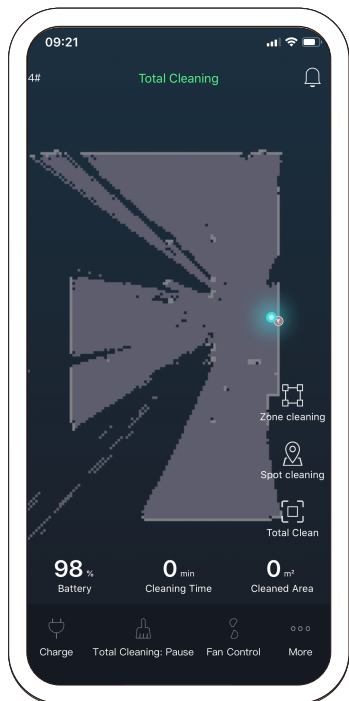 09:21
4#
Total Cleaning
Zone cleaning
Spot cleaning
Total Clean
98 %
0 min
0 m²
Battery
Cleaning Time
Cleaned Area
Charge
Total Cleaning: Pause
Fan Control
More